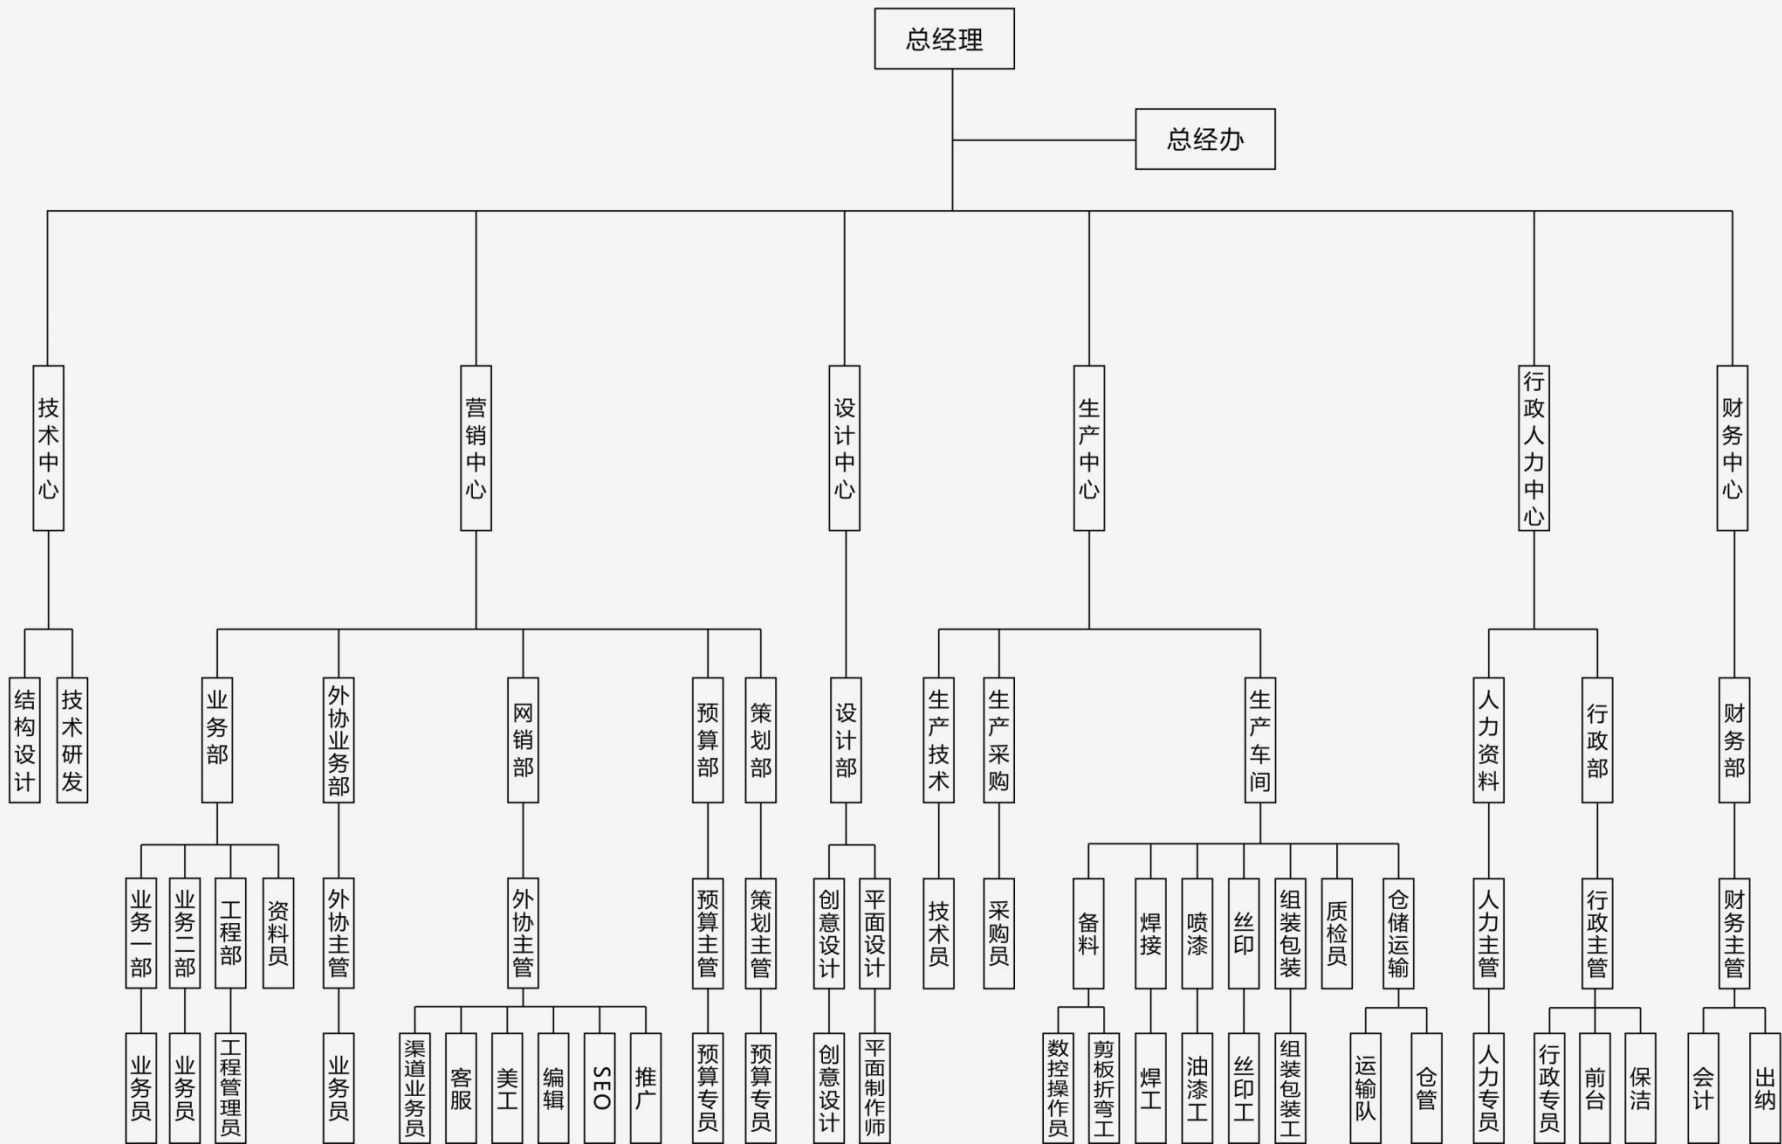 总经理
总经办
技术中心
营销中心
设计中心
生产中心
行政人力中心
财务中心
结构设计
技术研发
业务部
外协业务部
网销部
预算部
策划部
设计部
生产技术
生产采购
生产车间
人力资料
行政部
财务部
业务一部
业务二部
工程部
资料员
外协主管
外协主管
预算主管
策划主管
创意设计
平面设计
技术员
采购员
备料
焊接
喷漆
丝印
组装包装
质检员
仓储运输
人力主管
行政主管
财务主管
业务员
业务员
工程管理员
业务员
渠道业务员
客服
美工
编辑
SEO
推广
预算专员
预算专员
创意设计
平面制作师
数控操作员
剪板折弯工
焊工
油漆工
丝印工
组装包装工
运输队
仓管
人力专员
行政专员
前台
保洁
会计
出纳